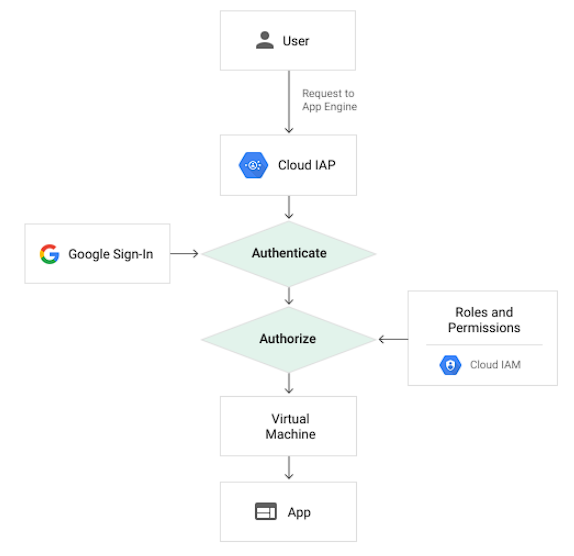 User
Request to
App Engine
Cloud IAP
Google Sign-In
Authenticate
Authorize
Roles and
Permissions
Cloud IAM
Virtual
Machine
App